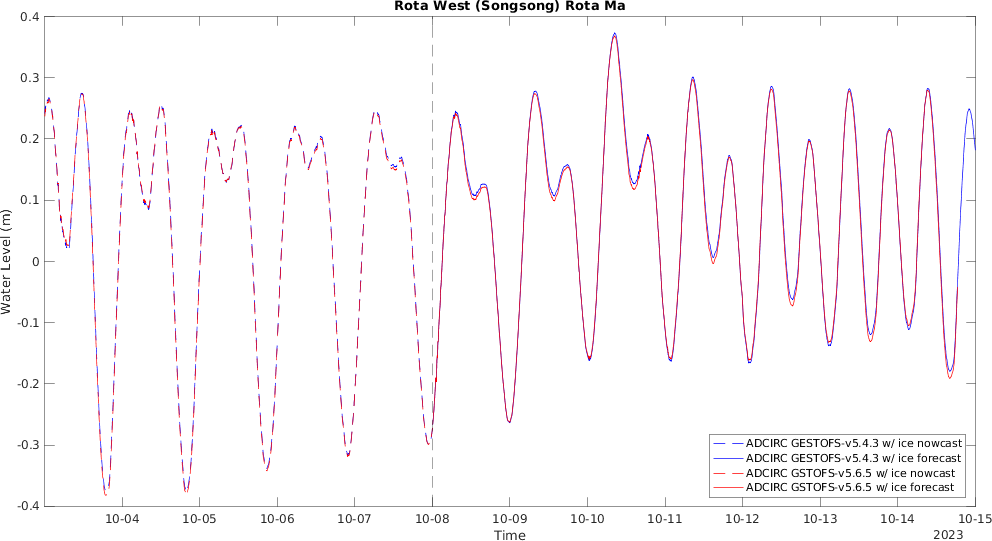 Rota West (Songsong) Rota Ma
0.4
0.3
0.2
0.1
0
-0.1
-0.2
-0.3
-0.4
Water Level (m)
ADCIRC GESTOFS-v5.4.3 w/ ice nowcast
ADCIRC GESTOFS-v5.4.3 w/ ice forecast
ADCIRC GSTOFS-v5.6.5 w/ ice nowcast
ADCIRC GSTOFS-v5.6.5 w/ ice forecast
10-04 10-05 10-06 10-07 10-08 10-09 10-10 10-11 10-12 10-13 10-14 10-15
Time
2023